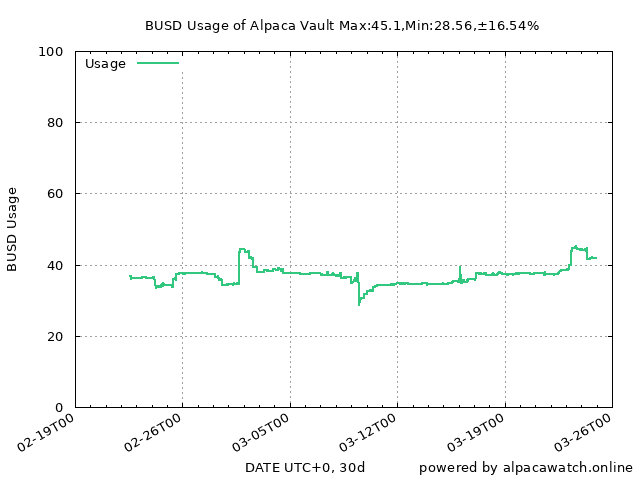 BUSD Usage of Alpaca Vault Max:45.1,Min:28.56,±16.54%
Usage
100
80
60
40
20
0
BUSD Usage
02-19T00
02-26T00
03-05T00
03-12T00
03-19T00
03-26T00
DATE UTC+0, 30d
powered by alpacawatch.online